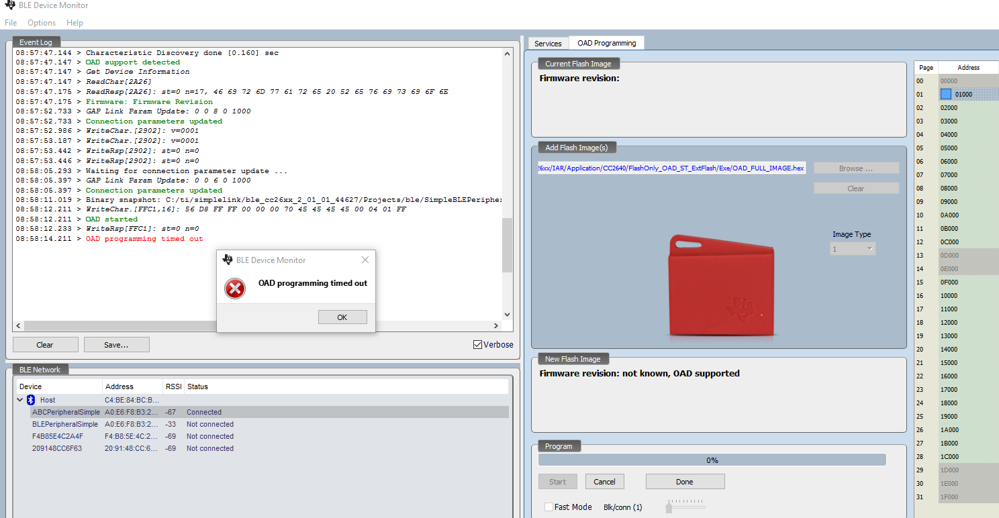 BLE Device Monitor
File Options Help
Event Log
08:57:47.144 > Characteristic Discovery done [0.160] sec
08:57:47.147 > OAD support detected
08:57:47.147 > Get Device Information
08:57:47.147 > ReadChar[2A26]
08:57:47.175 > ReadResp[2A26]: st=0 n=17, 46 69 72 6D 77 61 72 65 20 52 65 76 69 73 69 6F 6E
08:57:47.175 > Firmware: Firmware Revision
08:57:52.733 > GAP Link Param Update: 0 0 8 0 1000
08:57:52.733 > Connection parameters updated
08:57:52.986 > WriteChar.[2902]: v=0001
08:57:53.187 > WriteChar.[2902]: v=0001
08:57:53.442 > WriteRsp[2902]: st=0 n=0
08:57:53.446 > WriteRsp[2902]: st=0 n=0
08:58:05.293 > Waiting for connection parameter update ...
08:58:05.397 > GAP Link Param Update: 0 0 6 0 1000
08:58:05.397 > Connection parameters updated
08:58:11.019 > Binary snapshot: C:/ti/simplelink/ble_cc26xx_2_01_01_44627/Projects/ble/SimpleBLEPeripher
08:58:12.211 > WriteChar.[FFC1,16]: 56 D8 FF FF 00 00 00 70 45 45 45 45 00 04 01 FF
08:58:12.211 > OAD started
08:58:12.233 > WriteRsp[FFC1]: st=0 n=0
08:58:14.211 > OAD programming timed out
BLE Device Monitor
OAD programming timed out
OK
Clear
Save...
Verbose
BLE Network
Device Address RSSI Status
Host C4:BE:84:BC:B...
ABCPeripheralSimple A0:E6:F8:B3:2... -67 Connected
BLEPeripheralSimple A0:E6:F8:B3:2... -33 Not connected
F4B85E4C2A4F F4:B8:5E:4C:2... -69 Not connected
209148CC6F63 20:91:48:CC:6... -69 Not connected
Services
OAD Programming
Current Flash Image
Firmware revision:
Add Flash Image(s)
26xx/IAR/Application/CC2640/FlashOnly_OAD_ST_ExtFlash/Exe/OAD_FULL_IMAGE.hex
Browse ...
Clear
Image Type
1
New Flash Image
Firmware revision: not known, OAD supported
Program
0%
Start
Cancel
Done
Fast Mode
Blk/conn (1)
Page Address
00 00000
01 01000
02 02000
03 03000
04 04000
05 05000
06 06000
07 07000
08 08000
09 09000
10 0A000
11 0B000
12 0C000
13 0D000
14 0E000
15 0F000
16 10000
17 11000
18 12000
19 13000
20 14000
21 15000
22 16000
23 17000
24 18000
25 19000
26 1A000
27 1B000
28 1C000
29 1D000
30 1E000
31 1F000